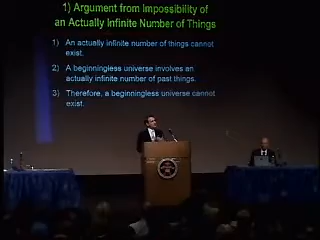 1) Argument from Impossibility of
an Actually Infinite Number of Things
1) An actually infinite number of things cannot
exist.
2) A beginningless universe involves an
actually infinite number of past things.
3) Therefore, a beginningless universe cannot
exist.